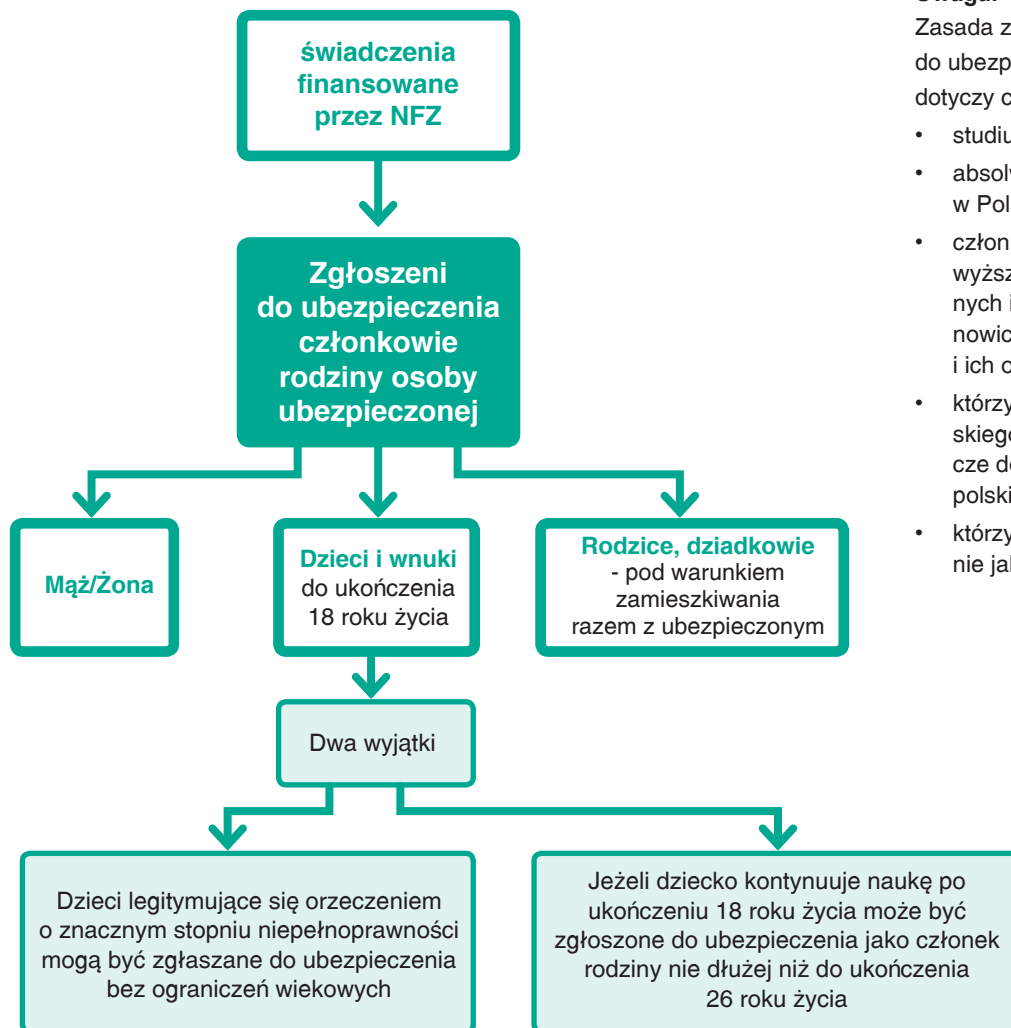 świadczenia
finansowane
przez NFZ
Zgłoszeni
do ubezpieczenia
członkowie
rodziny osoby
ubezpieczonej
Mąż/Żona
Dzieci i wnuki
do ukończenia
18 roku życia
Rodzice, dziadkowie
- pod warunkiem
zamieszkiwania
razem z ubezpieczonym
Dwa wyjątki
Dzieci legitymujące się orzeczeniem
o znacznym stopniu niepełnoprawności
mogą być zgłaszane do ubezpieczenia
bez ograniczeń wiekowych
Jeżeli dziecko kontynuuje naukę po
ukończeniu 18 roku życia może być
zgłoszone do ubezpieczenia jako członek
rodziny nie dłużej niż do ukończenia
26 roku życia
Zasada z
do ubezp
dotyczy c
• studiu
• absolw
w Pol
• człon
wyższ
nych i
nowic
i ich o
• którzy
skiego
cze do
polski
• którzy
nie jak